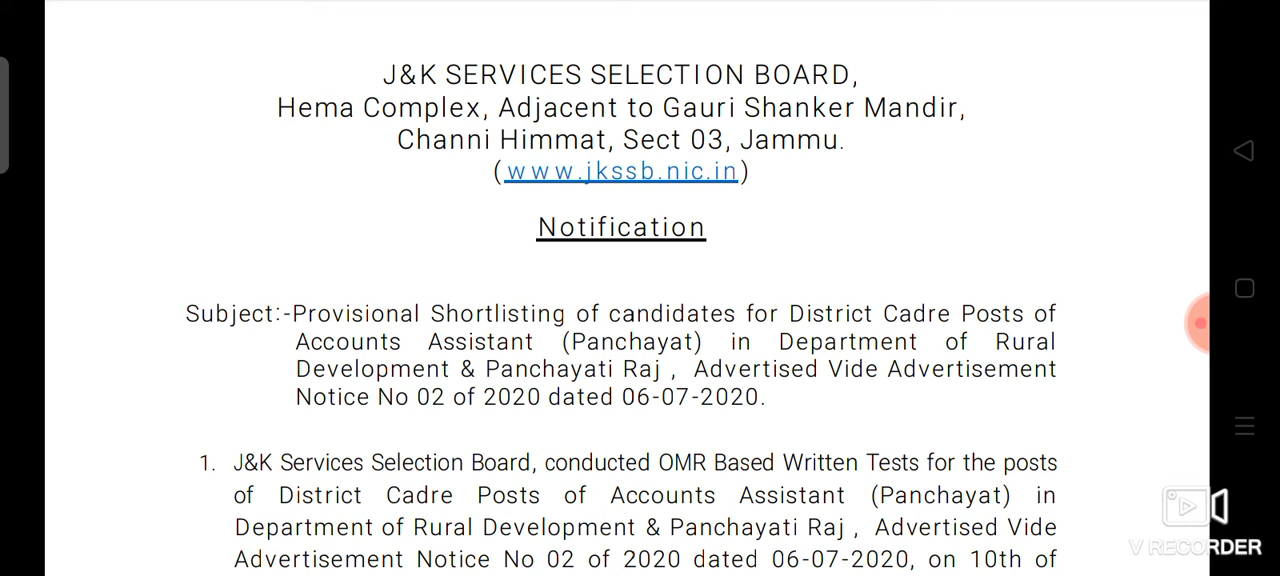 J&K SERVICES SELECTION BOARD,
Hema Complex, Adjacent to Gauri Shanker Mandir,
Channi Himmat, Sect 03, Jammu.
(www.jkssb.nic.in)
Notification
Subject:-Provisional Shortlisting of candidates for District Cadre Posts of
Accounts Assistant (Panchayat) in Department of Rural
Development & Panchayati Raj , Advertised Vide Advertisement
Notice No 02 of 2020 dated 06-07-2020.
1. J&K Services Selection Board, conducted OMR Based Written Tests for the posts
of District Cadre Posts of Accounts Assistant (Panchayat) in
Department of Rural Development & Panchayati Raj , Advertised Vide
Advertisement Notice No 02 of 2020 dated 06-07-2020, on 10th of
V RECORDER